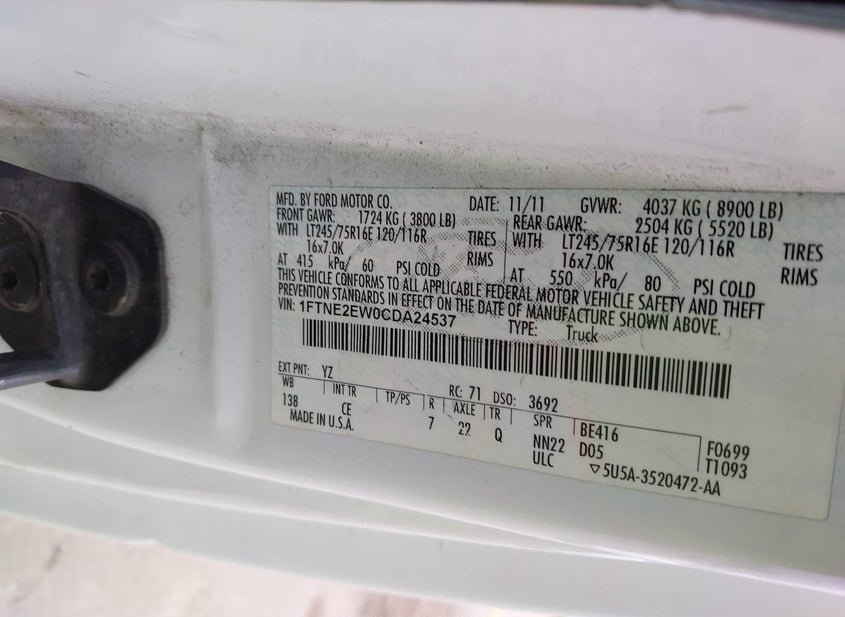 MFD. BY FORD MOTOR CO. DATE: 11/11 GVWR: 4037 KG ( 8900 LB)
FRONT GAWR: 1724 KG ( 3800 LB) REAR GAWR: 2504 KG ( 5520 LB)
WITH LT245/75R16E 120/116R TIRES WITH LT245/75R16E 120/116R TIRES
16x7.0K RIMS 16x7.0K RIMS
AT 415 kPa/ 60 PSI COLD AT 550 kPa/ 80 PSI COLD
THIS VEHICLE CONFORMS TO ALL APPLICABLE FEDERAL MOTOR VEHICLE SAFETY AND THEFT
PREVENTION STANDARDS IN EFFECT ON THE DATE OF MANUFACTURE SHOWN ABOVE.
VIN: 1FTNE2EW0CDA24537 TYPE: Truck
EXT PNT: YZ RC: 71 DSO: 3692
WB INT TR TP/PS R AXLE TR SPR BE416 F0699
138 CE 7 22 Q NN22 D05 T1093
MADE IN U.S.A. ULC ▽5U5A-3520472-AA